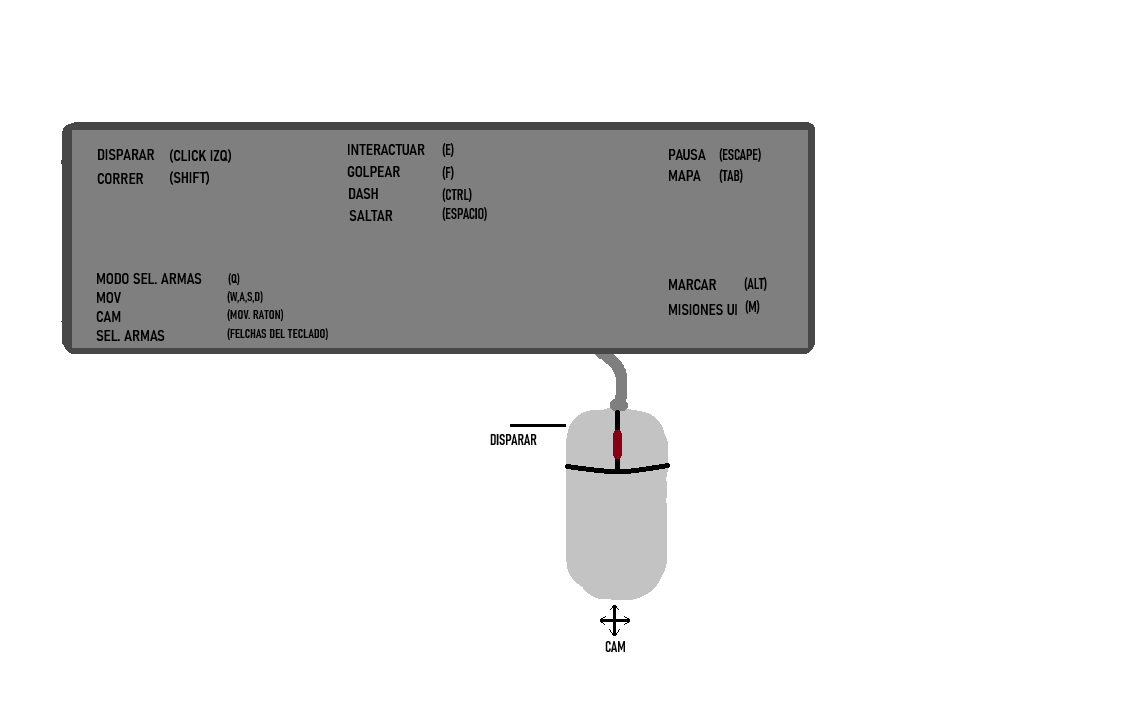 DISPARAR (CLICK IZQ)
CORRER (SHIFT)
INTERACTUAR (E)
GOLPEAR (F)
DASH (CTRL)
SALTAR (ESPACIO)
PAUSA (ESCAPE)
MAPA (TAB)
MODO SEL. ARMAS (Q)
MOV (W,A,S,D)
CAM (MOV. RATON)
SEL. ARMAS (FELCHAS DEL TECLADO)
MARCAR (ALT)
MISIONES UI (M)
DISPARAR
CAM